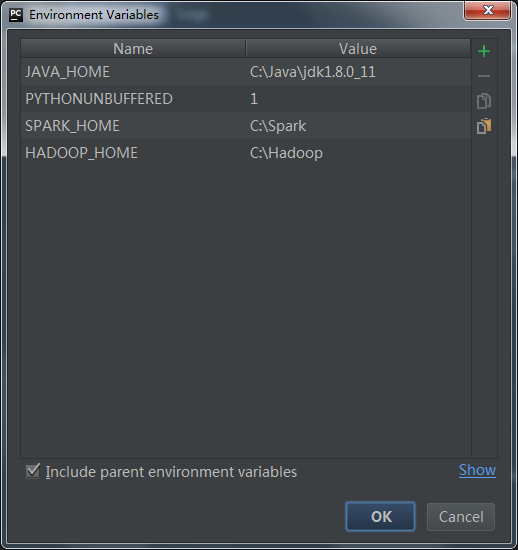 PC Environment Variables
Name Value
JAVA_HOME C:\Java\jdk1.8.0_11
PYTHONUNBUFFERED 1
SPARK_HOME C:\Spark
HADOOP_HOME C:\Hadoop
Include parent environment variables Show
OK Cancel